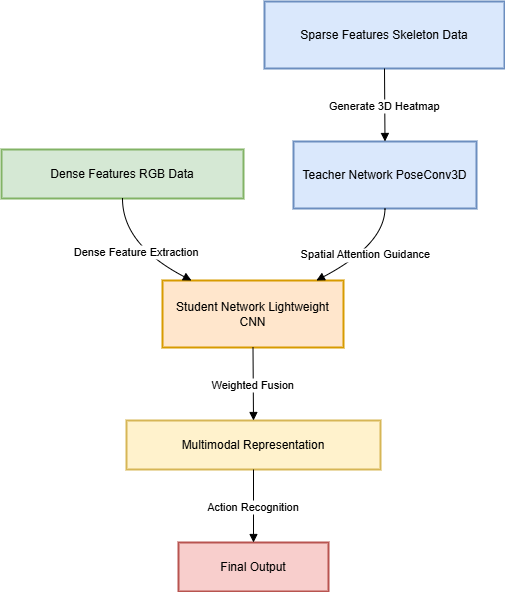 Sparse Features Skeleton Data
Generate 3D Heatmap
Dense Features RGB Data
Teacher Network PoseConv3D
Dense Feature Extraction
Spatial Attention Guidance
Student Network Lightweight
CNN
Weighted Fusion
Multimodal Representation
Action Recognition
Final Output